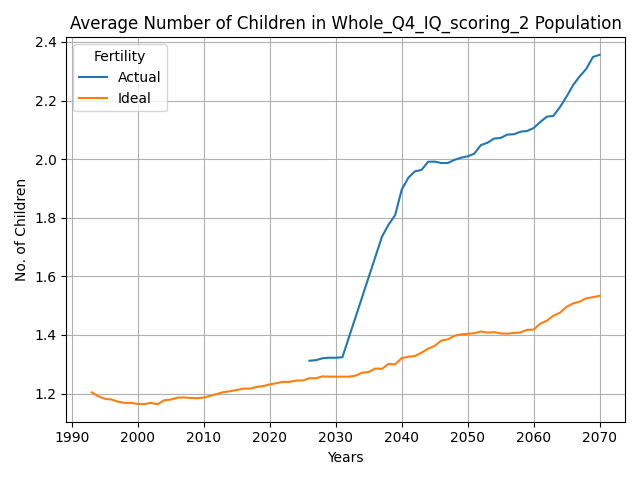 Average Number of Children in Whole_Q4_IQ_scoring_2 Population
Fertility
Actual
Ideal
No. of Children
2.4
2.2
2.0
1.8
1.6
1.4
1.2
1990 2000 2010 2020 2030 2040 2050 2060 2070
Years